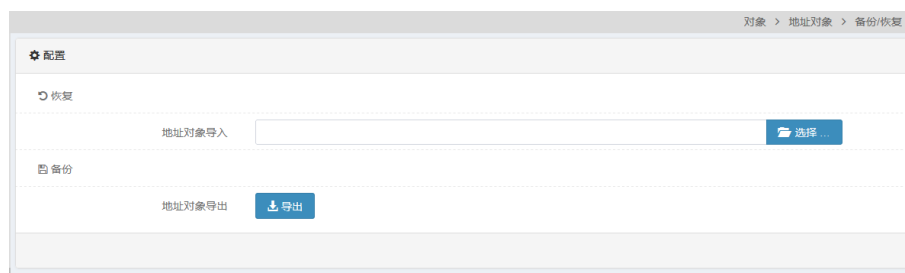 对象 > 地址对象 > 备份/恢复
配置
恢复
地址对象导入 选择 ...
备份
地址对象导出 导出